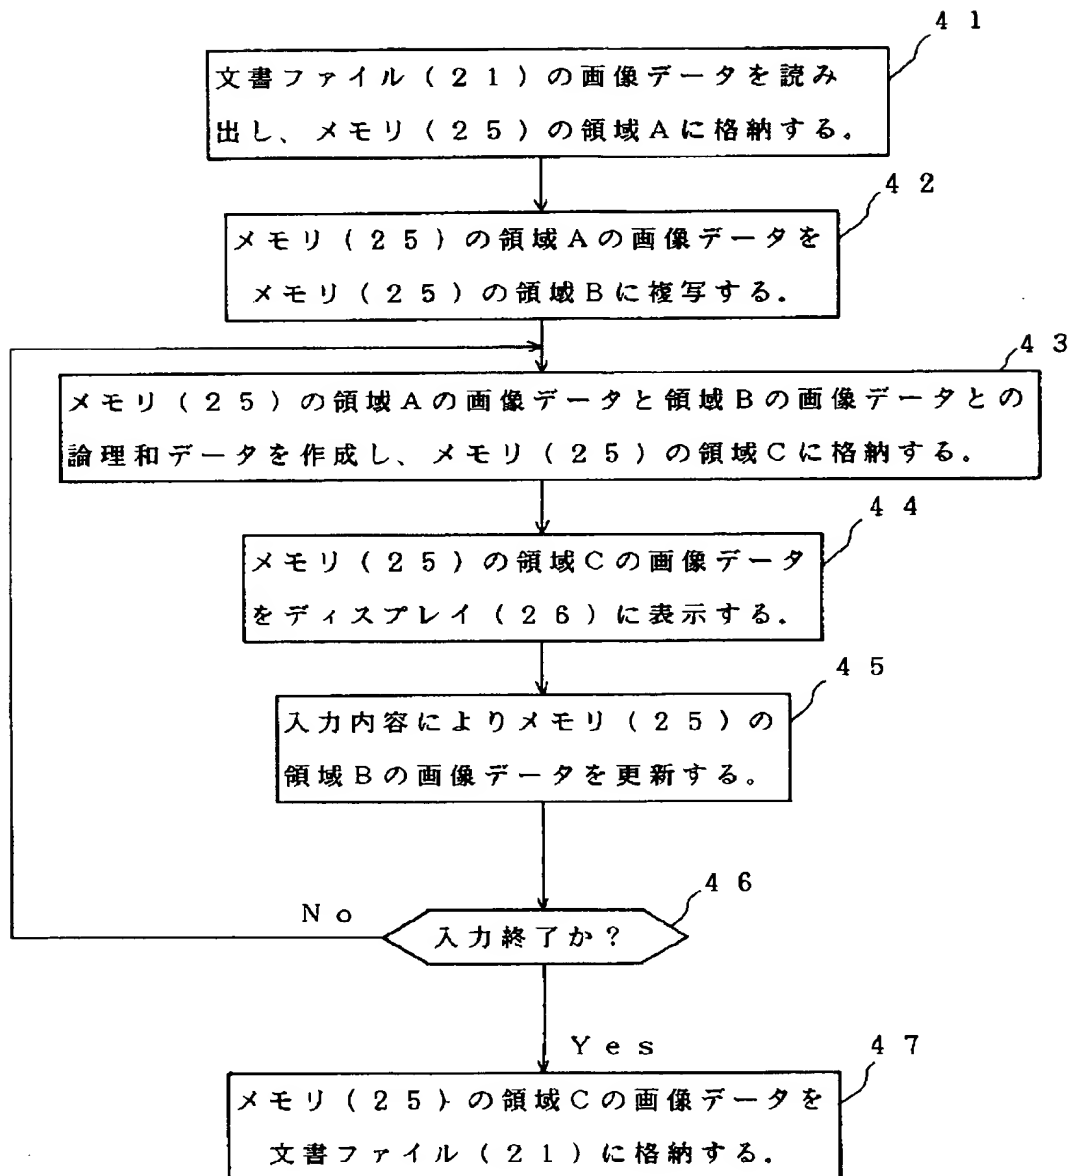 ４１
文書ファイル（２１）の画像データを読み
出し、メモリ（２５）の領域Ａに格納する。
４２
メモリ（２５）の領域Ａの画像データを
メモリ（２５）の領域Ｂに複写する。
４３
メモリ（２５）の領域Ａの画像データと領域Ｂの画像データとの
論理和データを作成し、メモリ（２５）の領域Ｃに格納する。
４４
メモリ（２５）の領域Ｃの画像データ
をディスプレイ（２６）に表示する。
４５
入力内容によりメモリ（２５）の
領域Ｂの画像データを更新する。
４６
Ｎｏ
入力終了か？
Ｙｅｓ
４７
メモリ（２５）の領域Ｃの画像データを
文書ファイル（２１）に格納する。